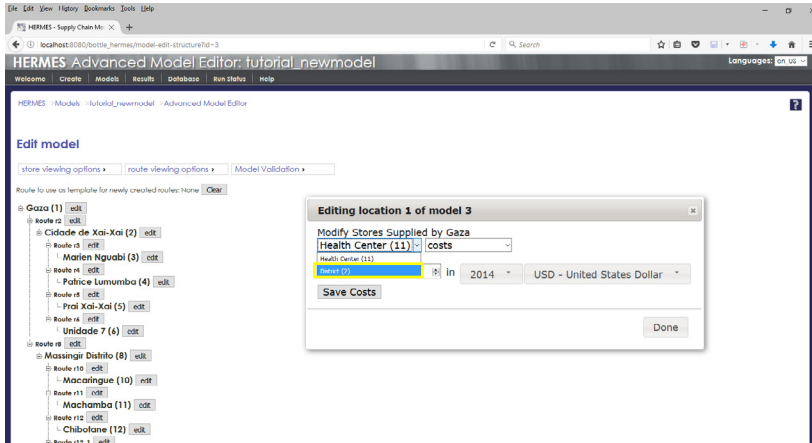 File Edit View History Bookmarks Tools Help
HERMES - Supply Chain Mo
localhost:8080/bottle_hermes/model-edit-structure?id=3
Search
HERMES Advanced Model Editor: tutorial_newmodel
Languages: en_US
Welcome Create Models Results Database Run Status Help
HERMES >Models >tutorial_newmodel >Advanced Model Editor
?
Edit model
store viewing options route viewing options Model Validation
Route to use as template for newly created routes: None Clear
Gaza (1) edit
Route r2 edit
Cidade de Xai-Xai (2) edit
Route r3 edit
Marien Nguabi (3) edit
Route r4 edit
Patrice Lumumba (4) edit
Route r5 edit
Prai Xai-Xai (5) edit
Route r6 edit
Unidade 7 (6) edit
Route r8 edit
Massingir Distrito (8) edit
Route r10 edit
Macaringue (10) edit
Route r11 edit
Machamba (11) edit
Route r12 edit
Chibotane (12) edit
Route r12_1 edit
Editing location 1 of model 3
Modify Stores Supplied by Gaza
Health Center (11) costs
Health Center (11)
District (2)
in 2014 USD - United States Dollar
Save Costs
Done